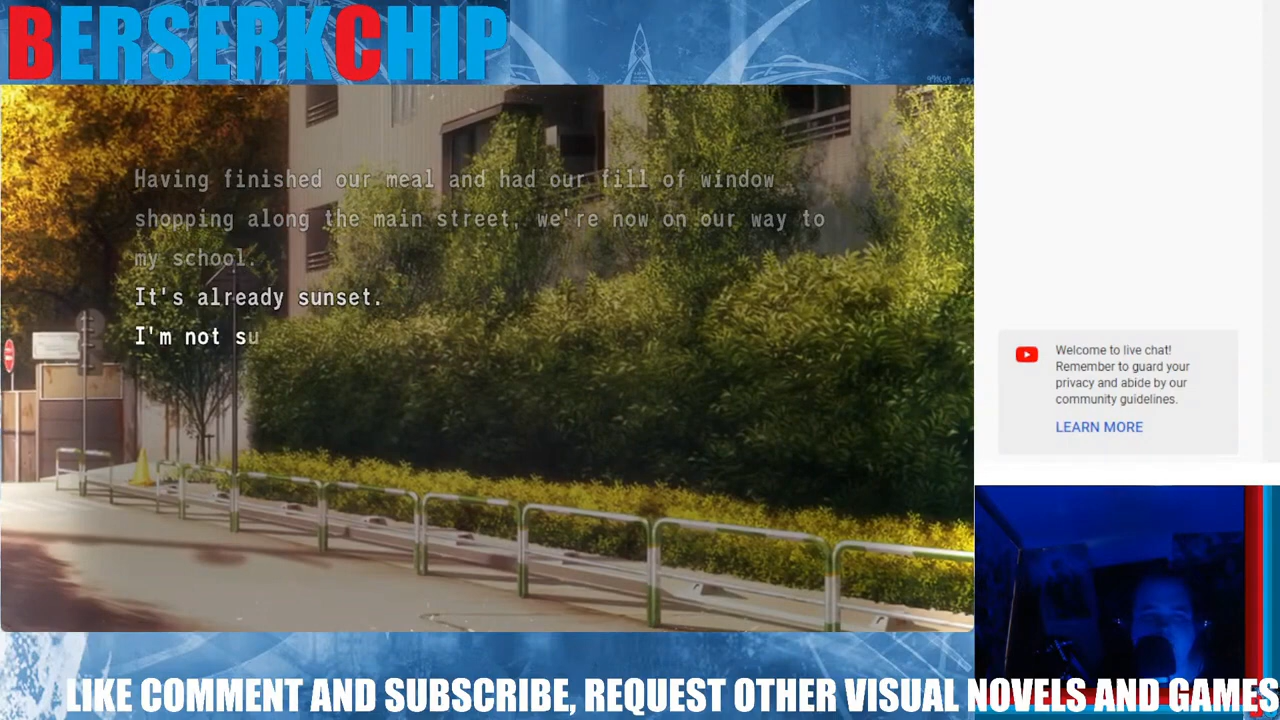 BERSERKCHIP
Having finished our meal and had our fill of window
shopping along the main street, we're now on our way to
my school.
It's already sunset.
I'm not su
Welcome to live chat!
Remember to guard your
privacy and abide by our
community guidelines.
LEARN MORE
LIKE COMMENT AND SUBSCRIBE, REQUEST OTHER VISUAL NOVELS AND GAMES